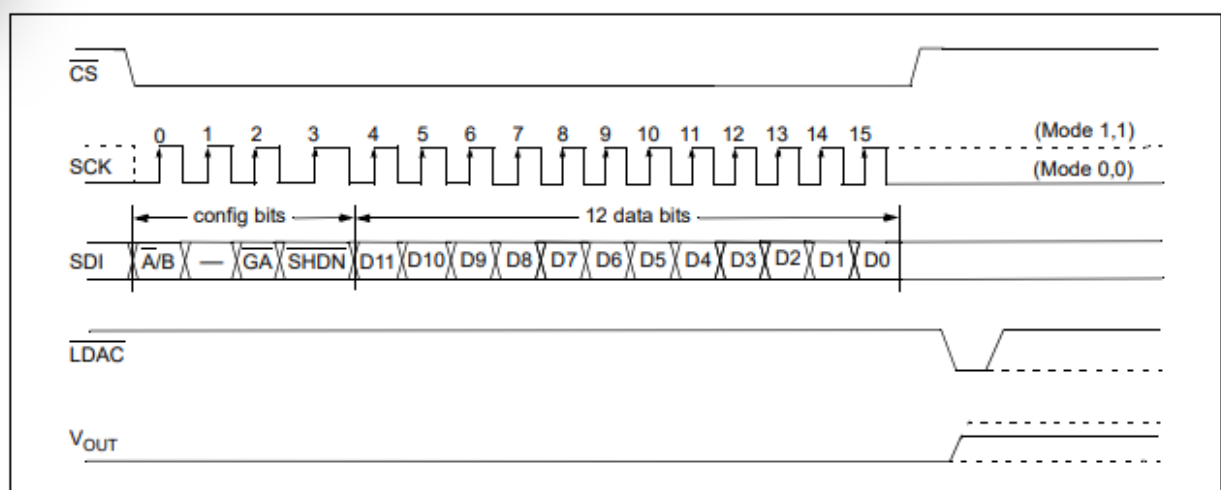 CS
0 1 2 3 4 5 6 7 8 9 10 11 12 13 14 15
(Mode 1,1)
SCK
(Mode 0,0)
config bits
12 data bits
SDI A/B — GA SHDN D11 D10 D9 D8 D7 D6 D5 D4 D3 D2 D1 D0
LDAC
VOUT